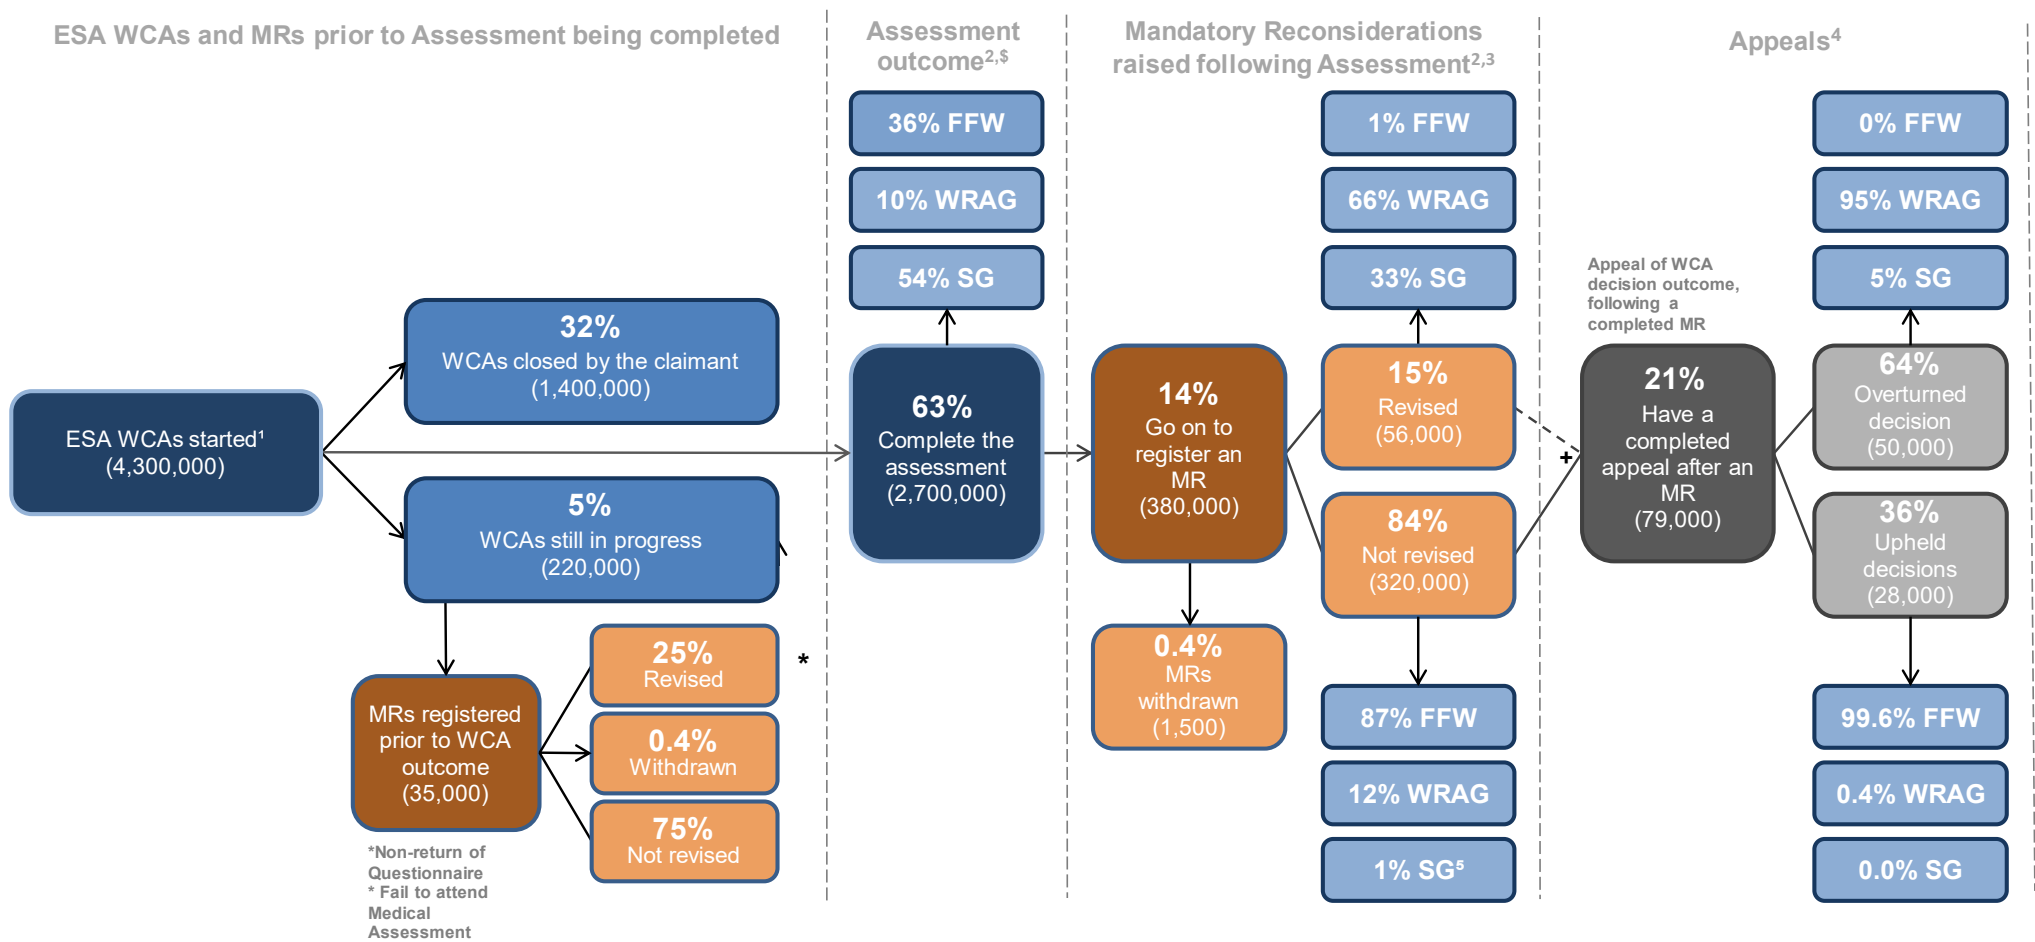 ESA WCAs and MRs prior to Assessment being completed
Assessment
outcome²,$
Mandatory Reconsiderations
raised following Assessment²,³
Appeals⁴
36% FFW
10% WRAG
54% SG
1% FFW
66% WRAG
33% SG
0% FFW
95% WRAG
5% SG
Appeal of WCA
decision outcome,
following a
completed MR
ESA WCAs started¹
(4,300,000)
32%
WCAs closed by the claimant
(1,400,000)
5%
WCAs still in progress
(220,000)
63%
Complete the
assessment
(2,700,000)
14%
Go on to
register an
MR
(380,000)
15%
Revised
(56,000)
84%
Not revised
(320,000)
+
21%
Have a
completed
appeal after an
MR
(79,000)
64%
Overturned
decision
(50,000)
36%
Upheld
decisions
(28,000)
MRs registered
prior to WCA
outcome
(35,000)
25%
Revised
*
0.4%
Withdrawn
75%
Not revised
*Non-return of
Questionnaire
* Fail to attend
Medical
Assessment
0.4%
MRs
withdrawn
(1,500)
87% FFW
12% WRAG
1% SG⁵
99.6% FFW
0.4% WRAG
0.0% SG